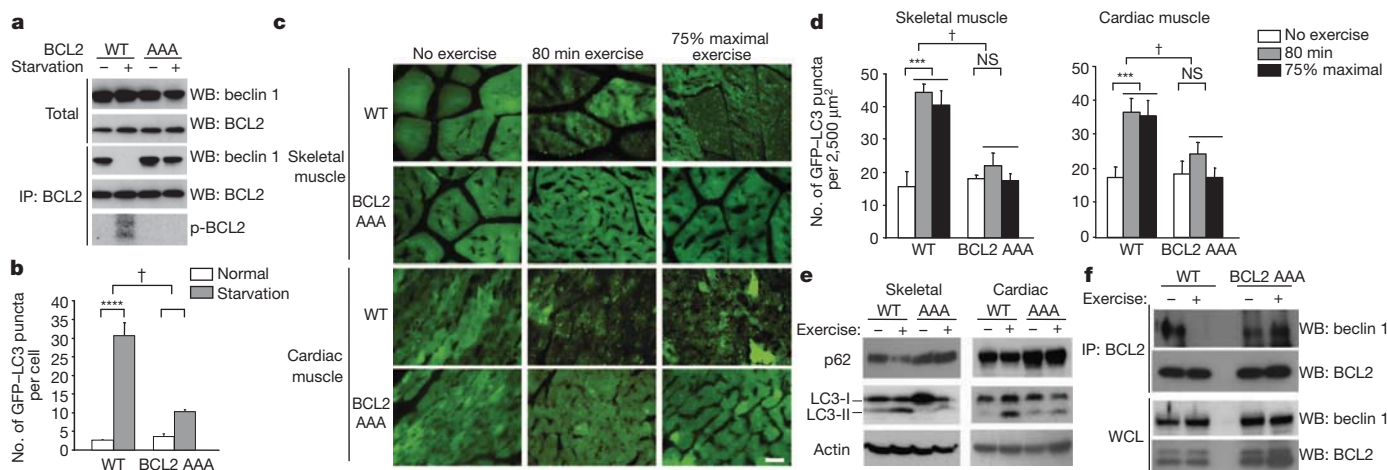 a
BCL2 WT AAA
Starvation – + – +
Total
WB: beclin 1
WB: BCL2
IP: BCL2
WB: beclin 1
WB: BCL2
p-BCL2
b
Normal
Starvation
†
****
No. of GFP–LC3 puncta
per cell
40
35
30
25
20
15
10
5
0
WT BCL2 AAA
c
No exercise 80 min exercise 75% maximal
exercise
Skeletal
muscle
WT
BCL2
AAA
Cardiac
muscle
WT
BCL2
AAA
d
Skeletal muscle Cardiac muscle
No exercise
80 min
75% maximal
No. of GFP–LC3 puncta
per 2,500 μm²
†
*** NS
50
40
30
20
10
0
WT BCL2 AAA
†
*** NS
50
40
30
20
10
0
WT BCL2 AAA
e
Skeletal Cardiac
WT AAA WT AAA
Exercise: – + – + – + – +
p62
LC3-I
LC3-II
Actin
f
WT BCL2 AAA
Exercise: – + – +
IP: BCL2
WB: beclin 1
WB: BCL2
WCL
WB: beclin 1
WB: BCL2